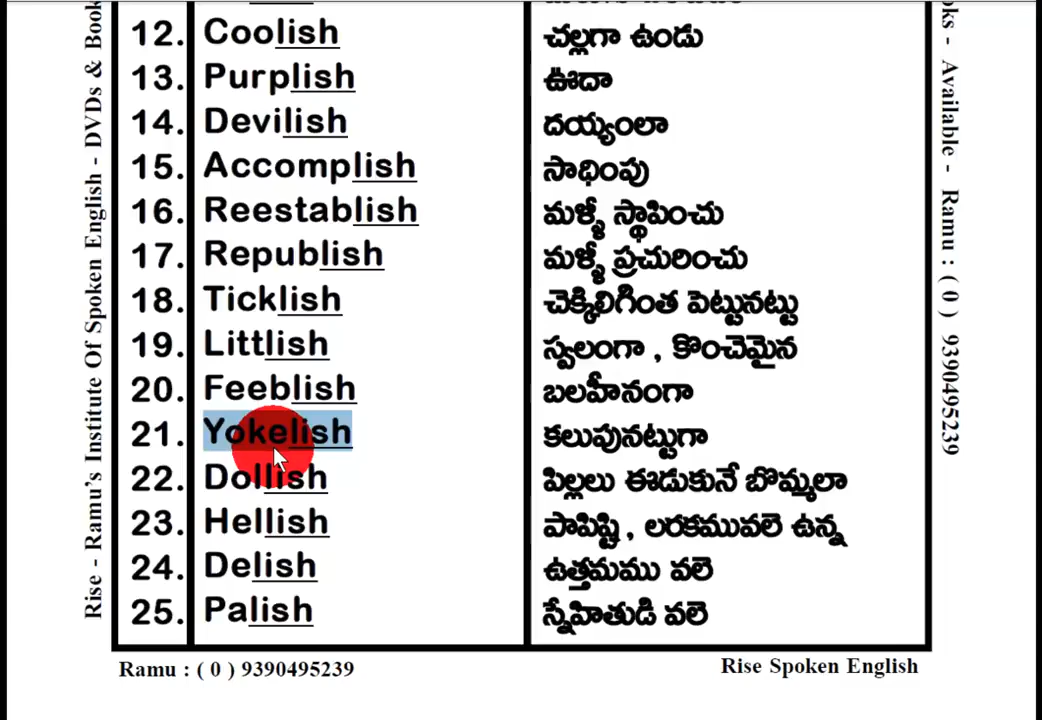 12. Coolish చల్లగా ఉండు
13. Purplish ఊదా
14. Devilish దయ్యంలా
15. Accomplish సాధింపు
16. Reestablish మళ్ళీ స్థాపించు
17. Republish మళ్ళీ ప్రచురించు
18. Ticklish చెక్కిలిగింత పెట్టునట్టు
19. Littlish స్వలంగా , కొంచెమైన
20. Feeblish బలహీనంగా
21. Yokelish కలుపునట్టుగా
22. Dollish పిల్లలు ఈడుకునే బొమ్మలా
23. Hellish పాపిష్టి , లరకమువలె ఉన్న
24. Delish ఉత్తమము వలె
25. Palish స్నేహితుడి వలె
Ramu : ( 0 ) 9390495239 Rise Spoken English
Rise - Ramu's Institute Of Spoken English - DVDs & Book
ks - Available - Ramu : ( 0 ) 9390495239